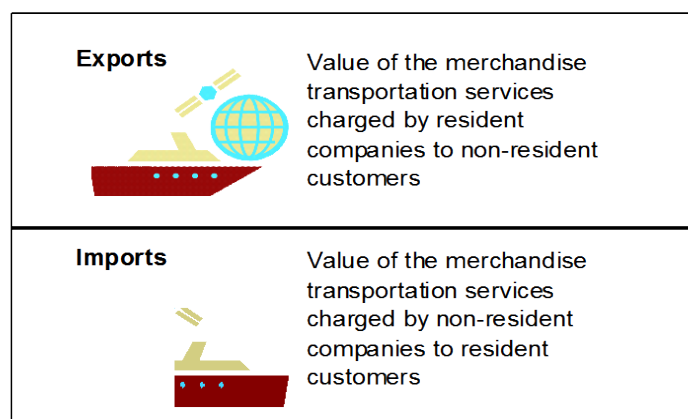 Exports
Value of the merchandise
transportation services
charged by resident
companies to non-resident
customers
Imports
Value of the merchandise
transportation services
charged by non-resident
companies to resident
customers